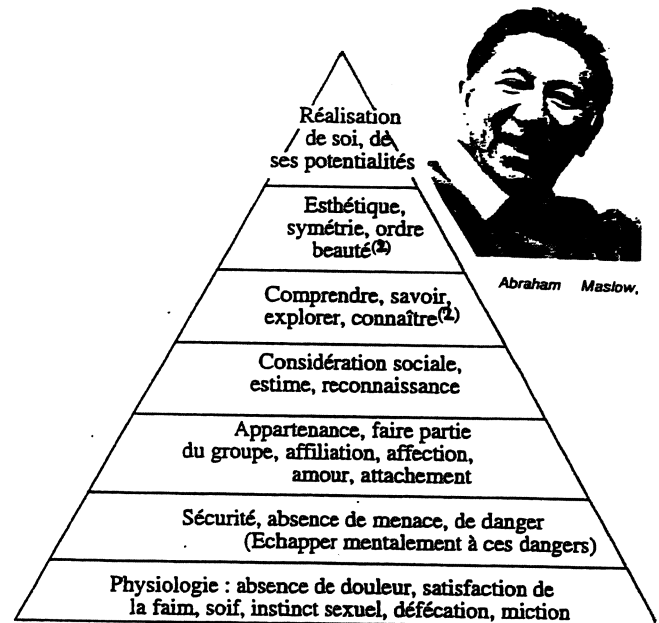 Réalisation
de soi, de
ses potentialités
Esthétique,
symétrie, ordre
beauté(2)
Abraham Maslow,
Comprendre, savoir,
explorer, connaître(2)
Considération sociale,
estime, reconnaissance
Appartenance, faire partie
du groupe, affiliation, affection,
amour, attachement
Sécurité, absence de menace, de danger
(Echapper mentalement à ces dangers)
Physiologie : absence de douleur, satisfaction de
la faim, soif, instinct sexuel, défécation, miction